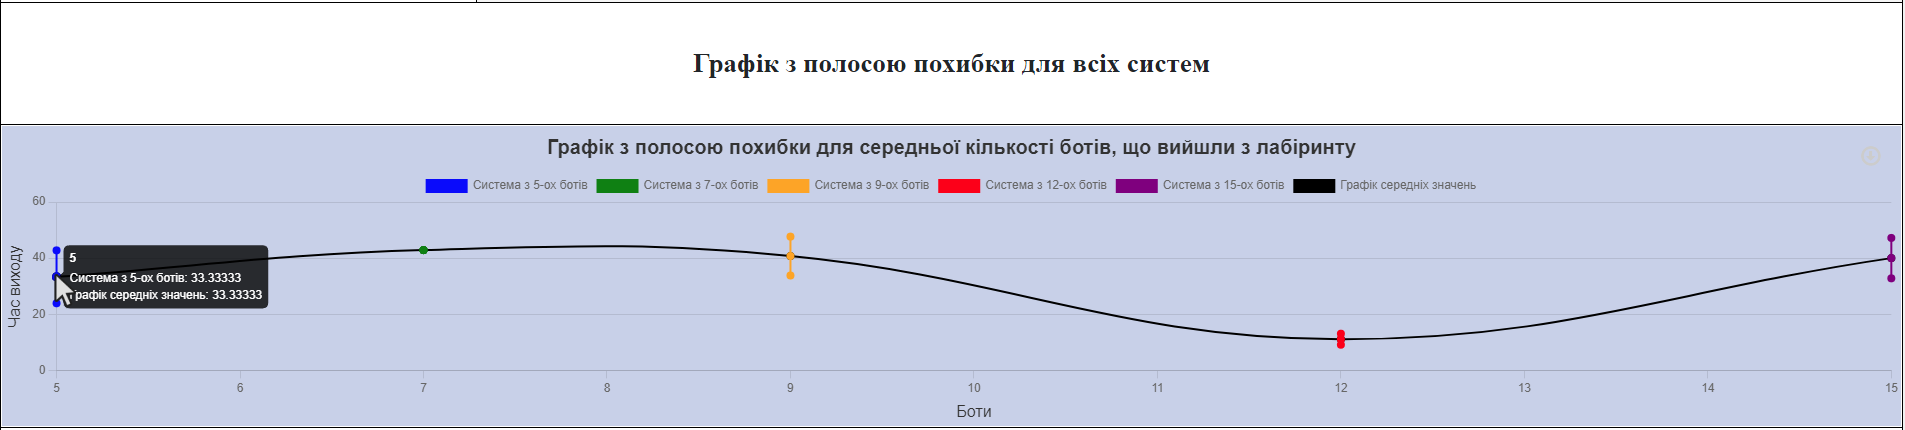 Графік з полосою похибки для всіх систем
Графік з полосою похибки для середньої кількості ботів, що вийшли з лабіринту
Система з 5-ох ботів Система з 7-ох ботів Система з 9-ох ботів Система з 12-ох ботів Система з 15-ох ботів Графік середніх значень
Час виходу
60
40
20
0
5
Система з 5-ох ботів: 33.33333
Графік середніх значень: 33.33333
5 6 7 8 9 10 11 12 13 14 15
Боти